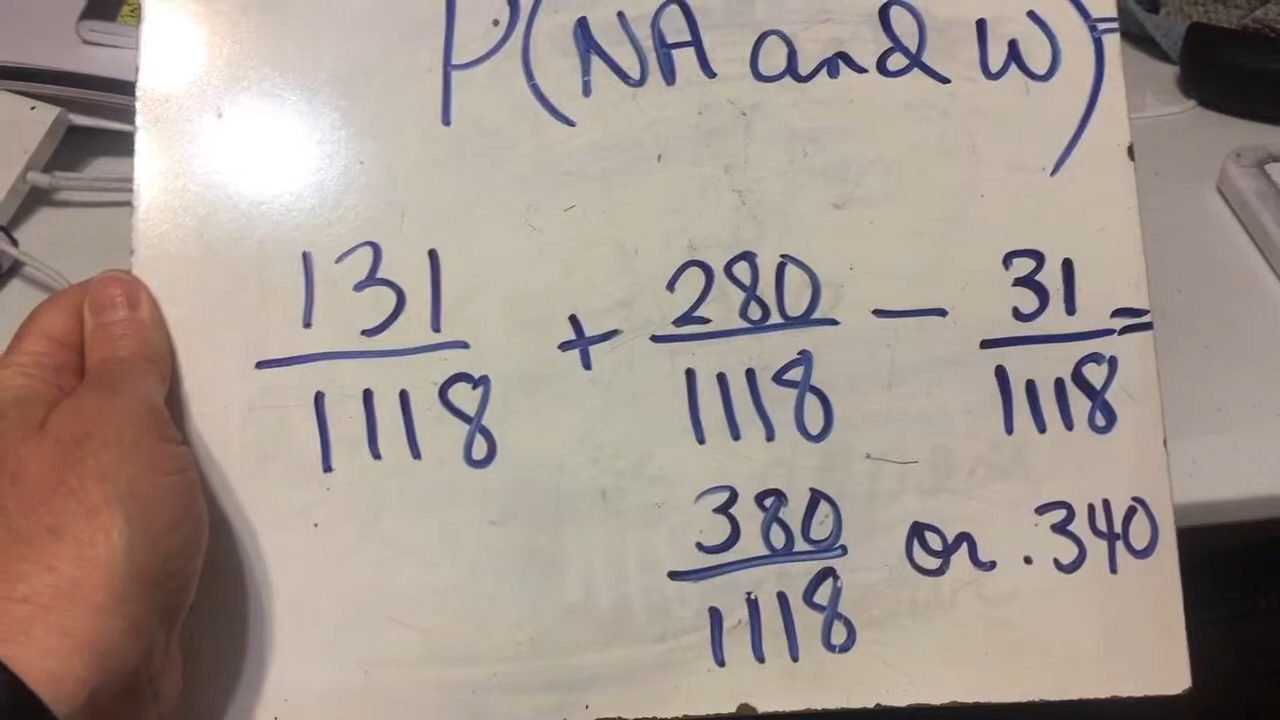 P(NA and W)=
131/1118 + 280/1118 − 31/1118 =
380/1118 or .340